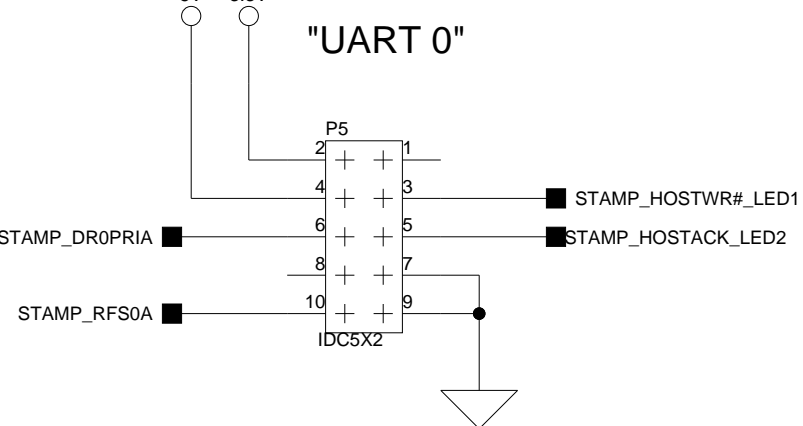 "UART 0"
P5
2 1
4 3
STAMP_HOSTWR#_LED1
6 5
STAMP_DR0PRIA
STAMP_HOSTACK_LED2
8 7
10 9
STAMP_RFS0A
IDC5X2